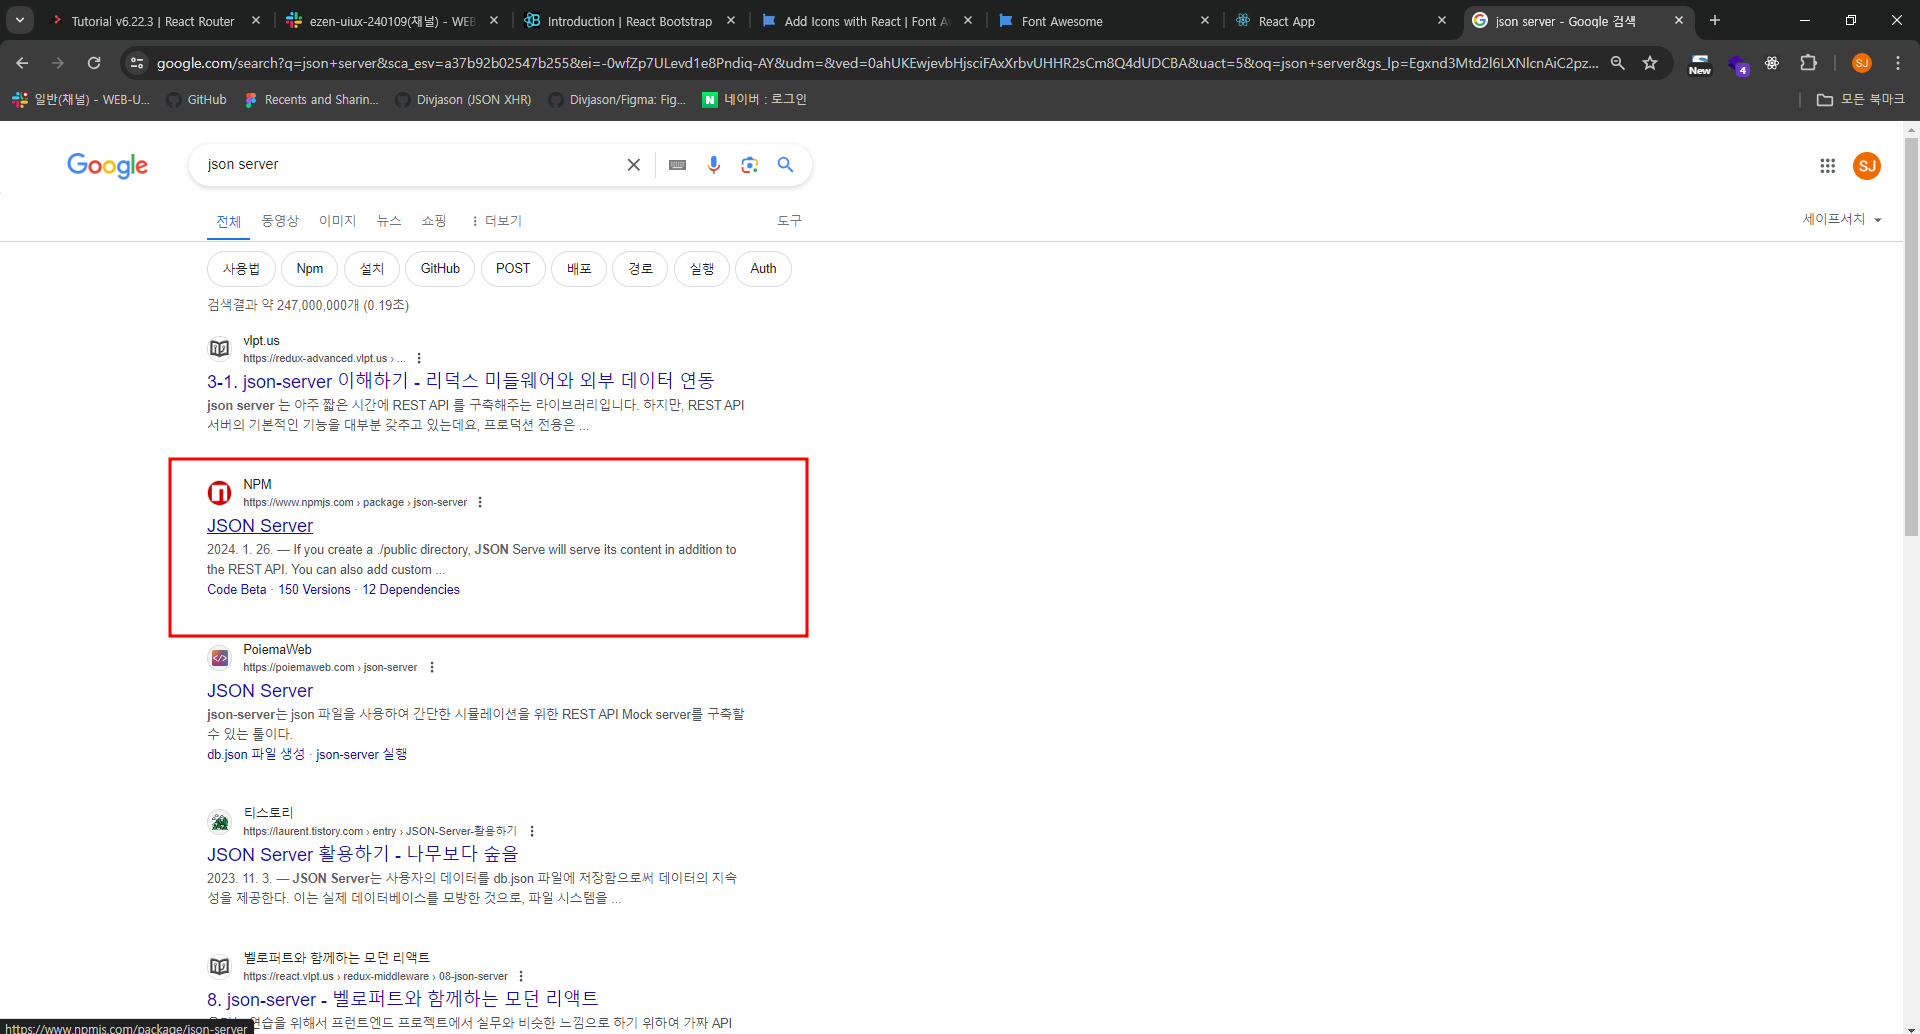 Tutorial v6.22.3 | React Router
ezen-uiux-240109(채널) - WEB
Introduction | React Bootstrap
Add Icons with React | Font A
Font Awesome
React App
json server - Google 검색
google.com/search?q=json+server&sca_esv=a37b92b02547b255&ei=-0wfZp7ULevd1e8Pndiq-AY&udm=&ved=0ahUKEwjevbHjsciFAxXrbvUHHR2sCm8Q4dUDCBA&uact=5&oq=json+server&gs_lp=Egxnd3Mtd2l6LXNlcnAiC2pz...
New
4
SJ
일반(채널) - WEB-U...
GitHub
Recents and Sharin...
Divjason (JSON XHR)
Divjason/Figma: Fig...
N 네이버 : 로그인
모든 북마크
Google
json server
SJ
전체 동영상 이미지 뉴스 쇼핑 더보기 도구
세이프서치
사용법 Npm 설치 GitHub POST 배포 경로 실행 Auth
검색결과 약 247,000,000개 (0.19초)
vlpt.us
https://redux-advanced.vlpt.us › ...
3-1. json-server 이해하기 - 리덕스 미들웨어와 외부 데이터 연동
json server 는 아주 짧은 시간에 REST API 를 구축해주는 라이브러리입니다. 하지만, REST API
서버의 기본적인 기능을 대부분 갖추고 있는데요, 프로덕션 전용은 ...
NPM
https://www.npmjs.com › package › json-server
JSON Server
2024. 1. 26. — If you create a ./public directory, JSON Serve will serve its content in addition to
the REST API. You can also add custom ...
Code Beta · 150 Versions · 12 Dependencies
PoiemaWeb
https://poiemaweb.com › json-server
JSON Server
json-server는 json 파일을 사용하여 간단한 시뮬레이션을 위한 REST API Mock server를 구축할
수 있는 툴이다.
db.json 파일 생성 · json-server 실행
티스토리
https://laurent.tistory.com › entry › JSON-Server-활용하기
JSON Server 활용하기 - 나무보다 숲을
2023. 11. 3. — JSON Server는 사용자의 데이터를 db.json 파일에 저장함으로써 데이터의 지속
성을 제공한다. 이는 실제 데이터베이스를 모방한 것으로, 파일 시스템을 ...
벨로퍼트와 함께하는 모던 리액트
https://react.vlpt.us › redux-middleware › 08-json-server
8. json-server - 벨로퍼트와 함께하는 모던 리액트
연습을 위해서 프런트엔드 프로젝트에서 실무와 비슷한 느낌으로 하기 위하여 가짜 API
https://www.npmjs.com/package/json-server